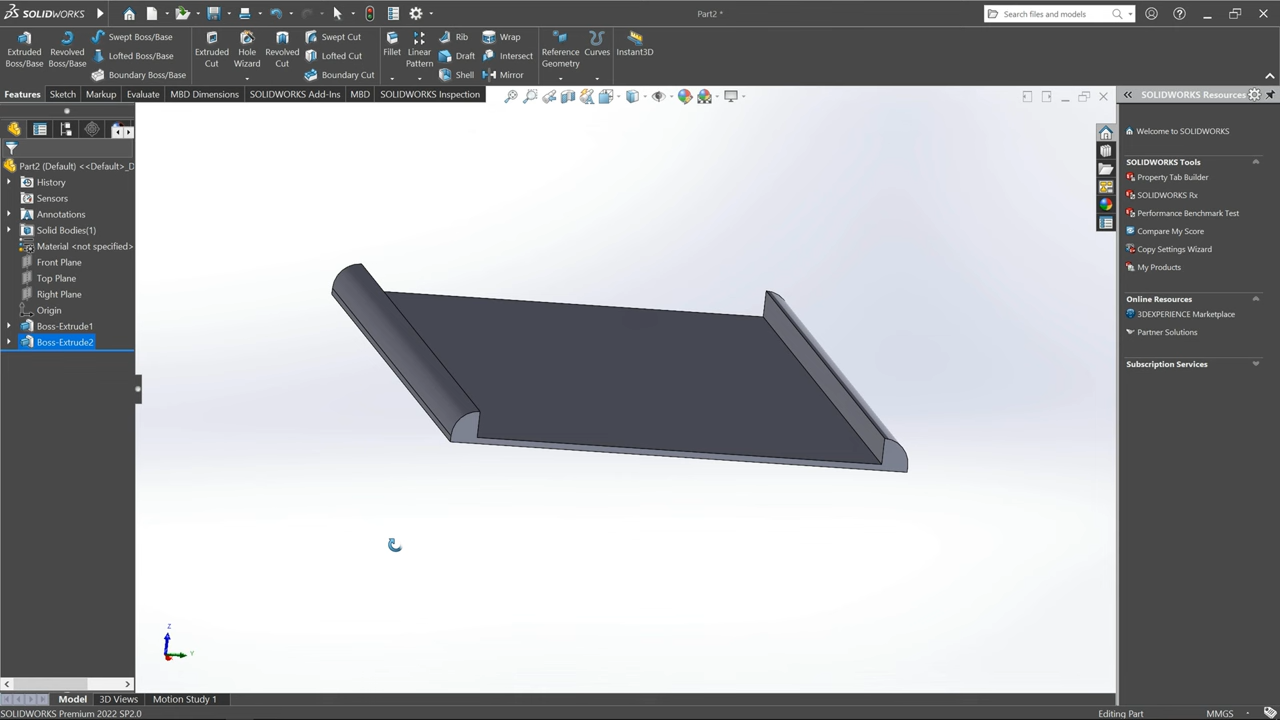 SOLIDWORKS
Part2 *
Search files and models
Extruded Boss/Base
Revolved Boss/Base
Swept Boss/Base
Lofted Boss/Base
Boundary Boss/Base
Extruded Cut
Hole Wizard
Revolved Cut
Swept Cut
Lofted Cut
Boundary Cut
Fillet
Linear Pattern
Rib
Draft
Shell
Wrap
Intersect
Mirror
Reference Geometry
Curves
Instant3D
Features
Sketch
Markup
Evaluate
MBD Dimensions
SOLIDWORKS Add-Ins
MBD
SOLIDWORKS Inspection
Part2 (Default) <<Default>_D
History
Sensors
Annotations
Solid Bodies(1)
Material <not specified>
Front Plane
Top Plane
Right Plane
Origin
Boss-Extrude1
Boss-Extrude2
Z
Y
SOLIDWORKS Resources
Welcome to SOLIDWORKS
SOLIDWORKS Tools
Property Tab Builder
SOLIDWORKS Rx
Performance Benchmark Test
Compare My Score
Copy Settings Wizard
My Products
Online Resources
3DEXPERIENCE Marketplace
Partner Solutions
Subscription Services
Model
3D Views
Motion Study 1
SOLIDWORKS Premium 2022 SP2.0
Editing Part
MMGS